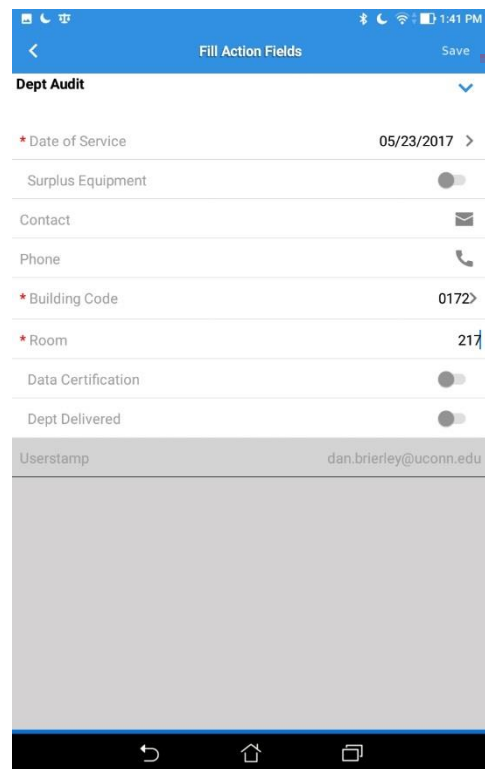 1:41 PM
Fill Action Fields Save
Dept Audit
* Date of Service 05/23/2017 >
Surplus Equipment
Contact
Phone
* Building Code 0172>
* Room 217
Data Certification
Dept Delivered
Userstamp dan.brierley@uconn.edu